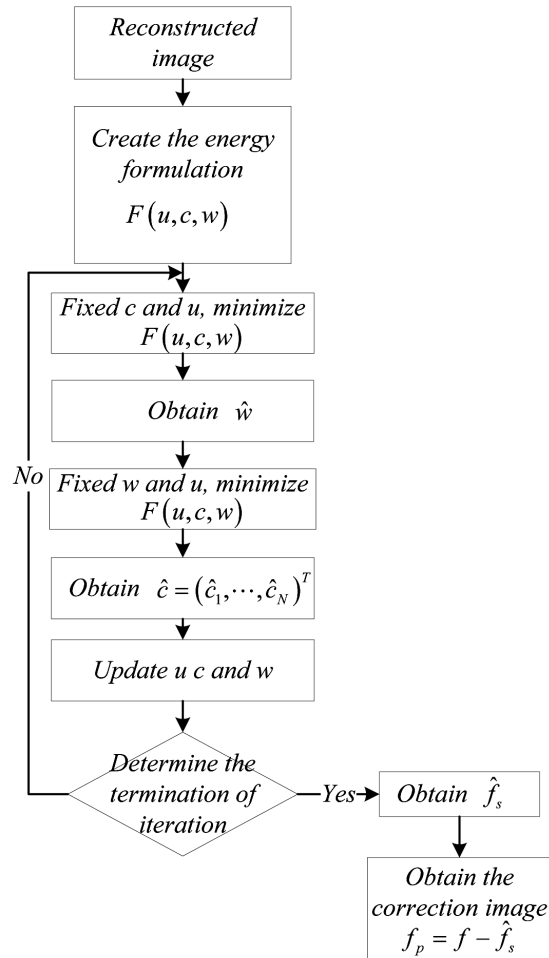 Reconstructed
image
Create the energy
formulation
F(u,c,w)
Fixed c and u, minimize
F(u,c,w)
Obtain ŵ
No
Fixed w and u, minimize
F(u,c,w)
Obtain ĉ = (ĉ₁,⋯,ĉ_N)ᵀ
Update u c and w
Determine the
termination of
iteration
Yes
Obtain f̂ₛ
Obtain the
correction image
fₚ = f − f̂ₛ